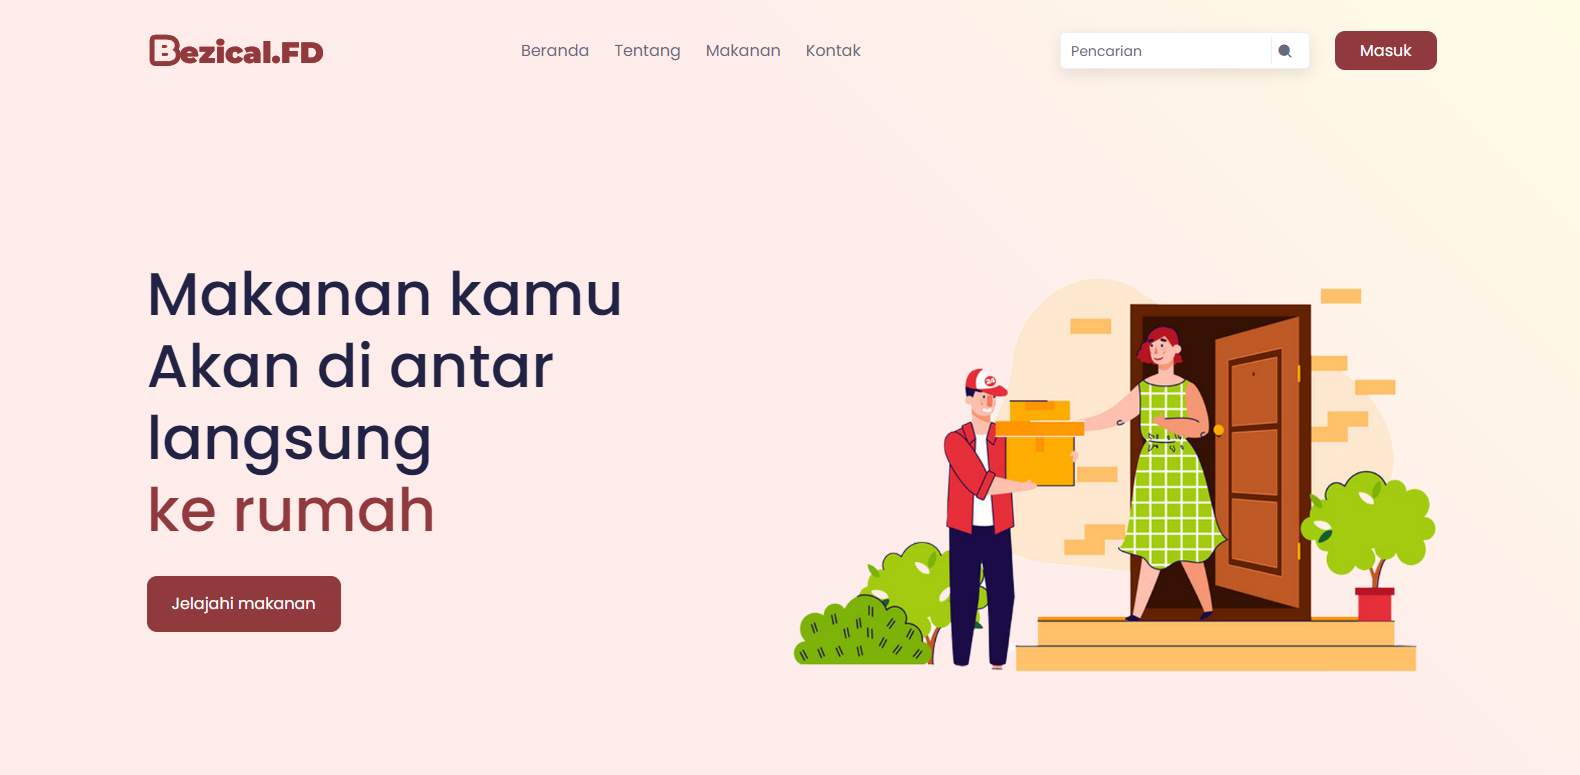 Bezical.FD
Beranda Tentang Makanan Kontak
Pencarian
Masuk
Makanan kamu
Akan di antar
langsung
ke rumah
Jelajahi makanan